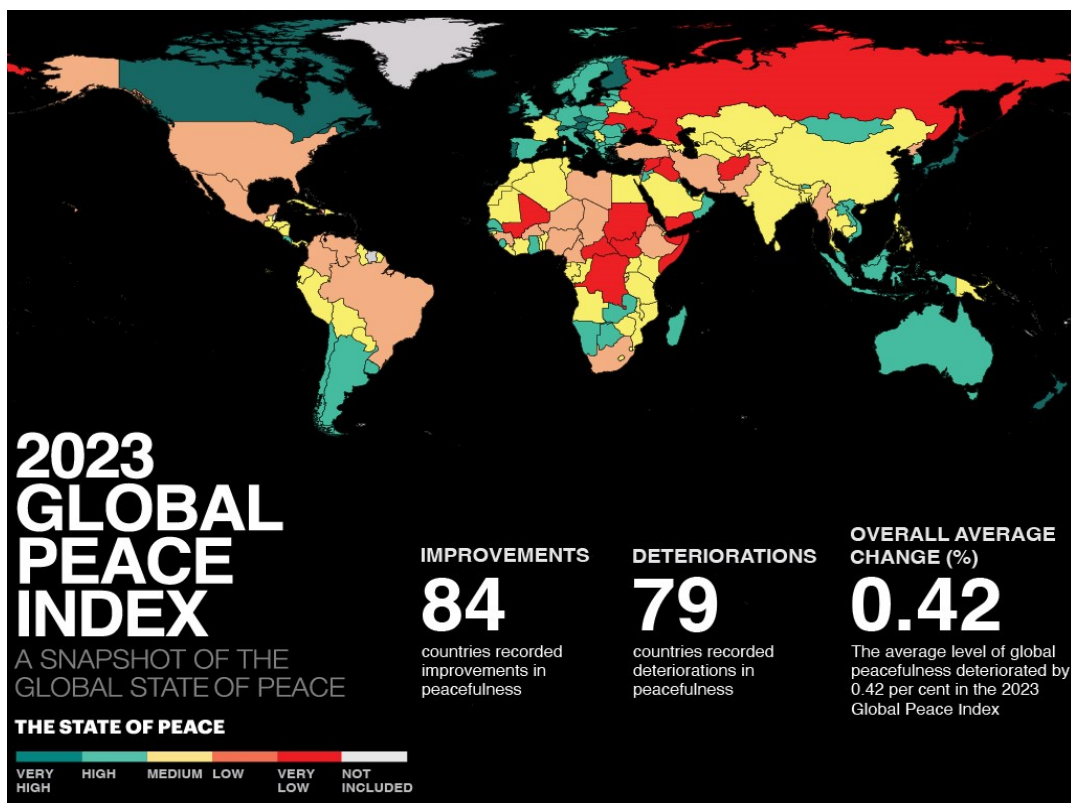 2023
GLOBAL
PEACE
INDEX
A SNAPSHOT OF THE
GLOBAL STATE OF PEACE
THE STATE OF PEACE
VERY HIGH
HIGH
MEDIUM
LOW
VERY LOW
NOT INCLUDED
IMPROVEMENTS
84
countries recorded
improvements in
peacefulness
DETERIORATIONS
79
countries recorded
deteriorations in
peacefulness
OVERALL AVERAGE
CHANGE (%)
0.42
The average level of global
peacefulness deteriorated by
0.42 per cent in the 2023
Global Peace Index